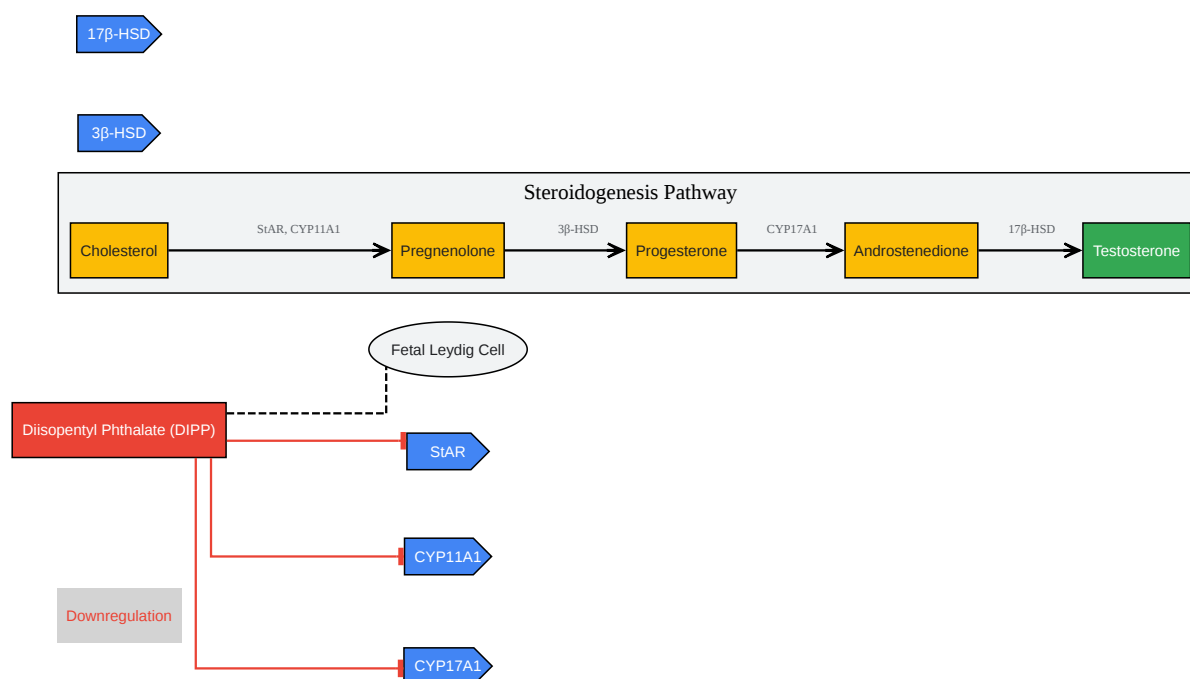 17β-HSD
3β-HSD
Steroidogenesis Pathway
StAR, CYP11A1
3β-HSD
CYP17A1
17β-HSD
Cholesterol
Pregnenolone
Progesterone
Androstenedione
Testosterone
Fetal Leydig Cell
Diisopentyl Phthalate (DIPP)
StAR
CYP11A1
Downregulation
CYP17A1